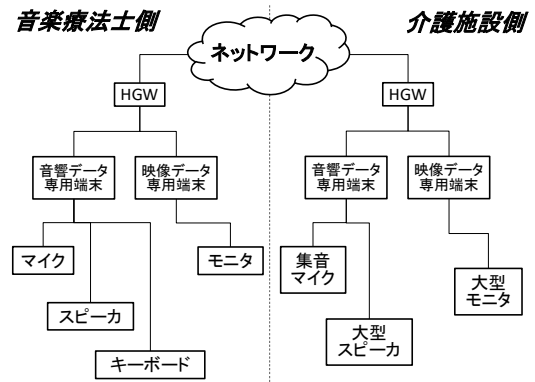 音楽療法士側
介護施設側
ネットワーク
HGW
HGW
音響データ
専用端末
映像データ
専用端末
音響データ
専用端末
映像データ
専用端末
マイク
モニタ
集音
マイク
大型
モニタ
スピーカ
大型
スピーカ
キーボード